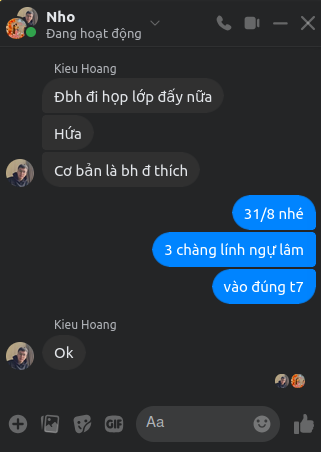 Nho
Đang hoạt động
Kieu Hoang
Đbh đi họp lớp đấy nữa
Hứa
Cơ bản là bh đ thích
31/8 nhé
3 chàng lính ngự lâm
vào đúng t7
Kieu Hoang
Ok
GIF
Aa